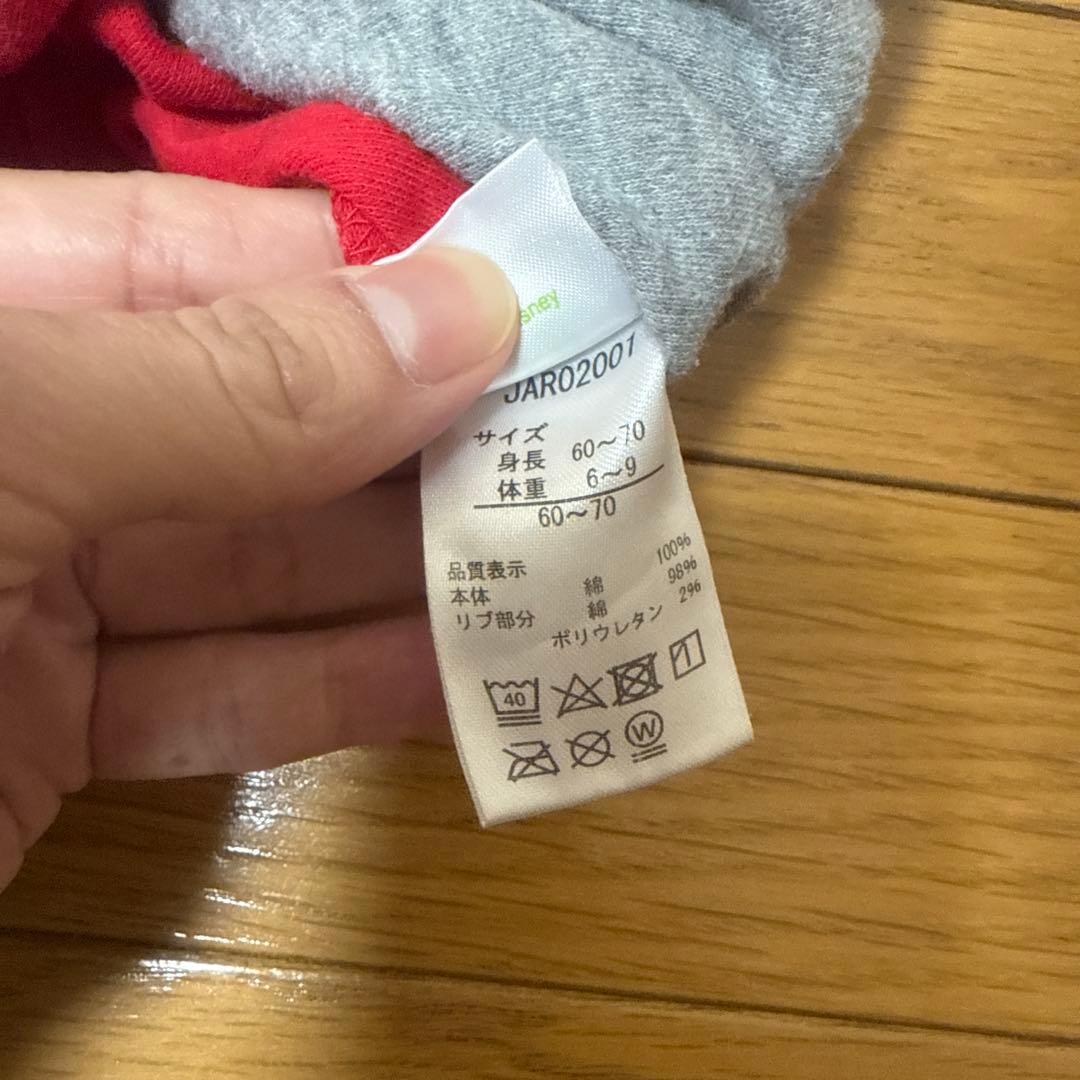 sney
JAR02001
サイズ
身長 60〜70
体重 6〜9
60〜70
品質表示
本体 綿 100%
リブ部分 綿 98%
ポリウレタン 2%
40
W